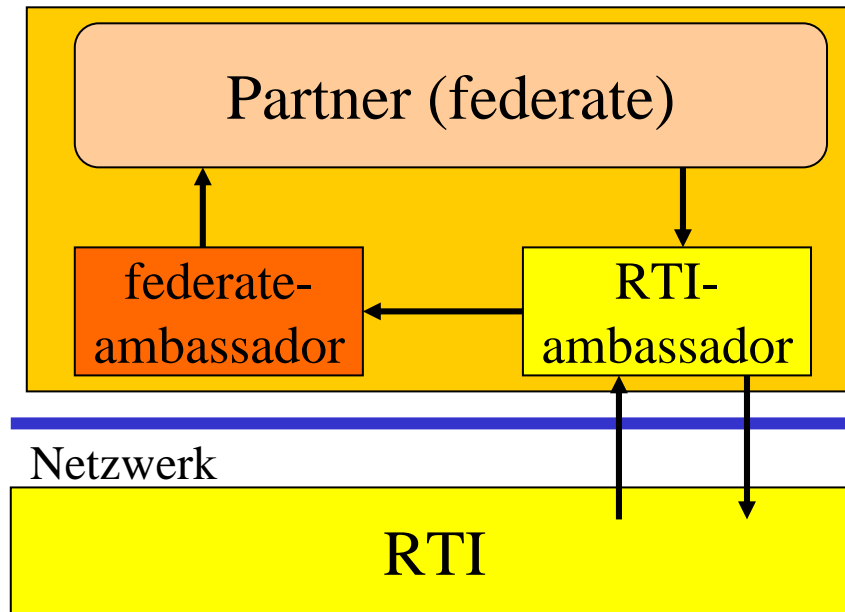 Partner (federate)
federate-
ambassador
RTI-
ambassador
Netzwerk
RTI